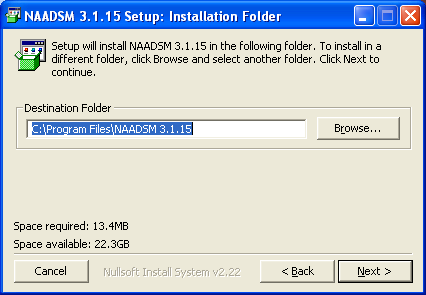 NAADSM 3.1.15 Setup: Installation Folder
Setup will install NAADSM 3.1.15 in the following folder. To install in a
different folder, click Browse and select another folder. Click Next to
continue.
Destination Folder
C:\Program Files\NAADSM 3.1.15
Browse...
Space required: 13.4MB
Space available: 22.3GB
Cancel
Nullsoft Install System v2.22
< Back
Next >